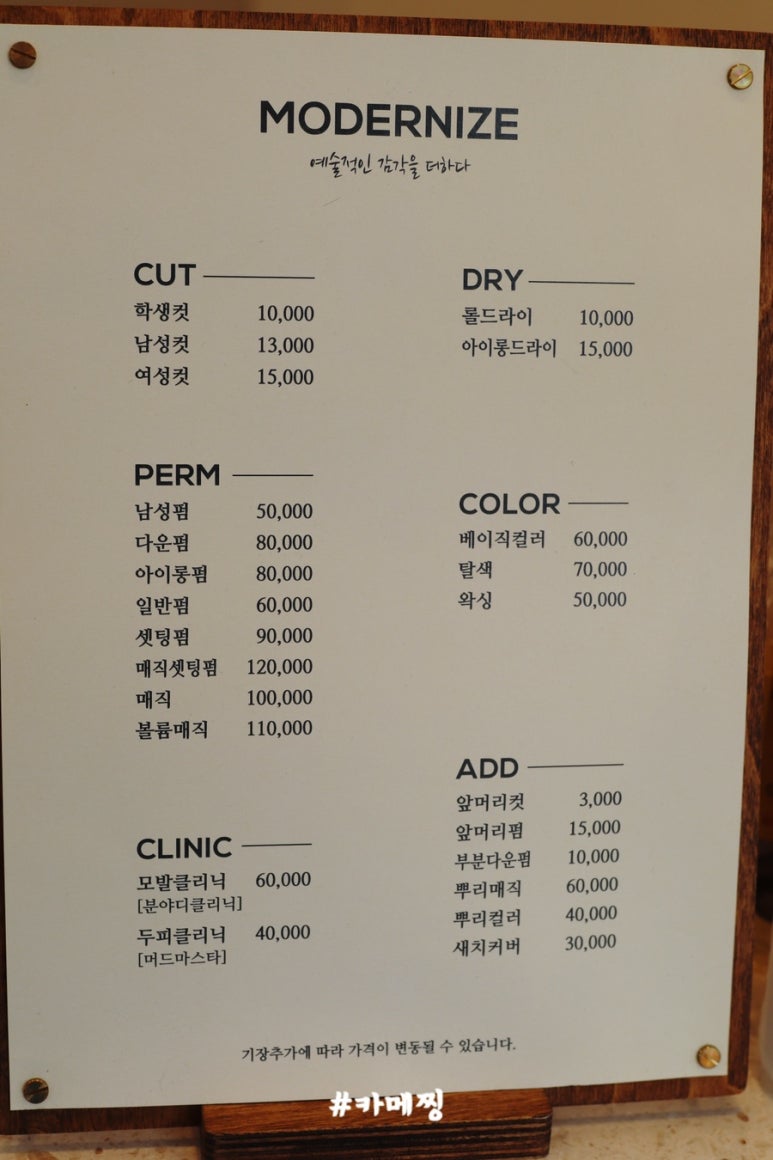 MODERNIZE
예술적인 감각을 더하다
CUT
학생컷 10,000
남성컷 13,000
여성컷 15,000
PERM
남성펌 50,000
다운펌 80,000
아이롱펌 80,000
일반펌 60,000
셋팅펌 90,000
매직셋팅펌 120,000
매직 100,000
볼륨매직 110,000
CLINIC
모발클리닉 60,000
[분야디클리닉]
두피클리닉 40,000
[머드마스타]
DRY
롤드라이 10,000
아이롱드라이 15,000
COLOR
베이직컬러 60,000
탈색 70,000
왁싱 50,000
ADD
앞머리컷 3,000
앞머리펌 15,000
부분다운펌 10,000
뿌리매직 60,000
뿌리컬러 40,000
새치커버 30,000
기장추가에 따라 가격이 변동될 수 있습니다.
#카메찡